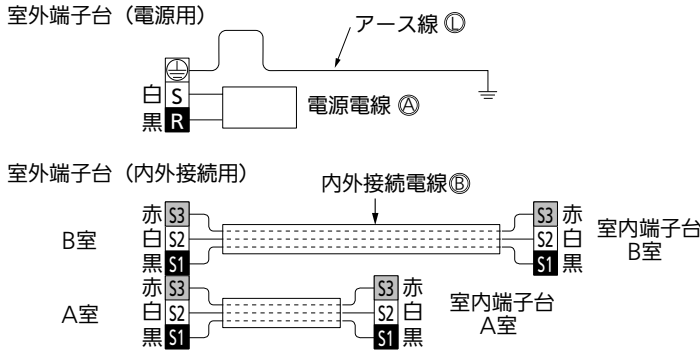 室外端子台（電源用）
アース線 Ⓛ
白 S
黒 R
電源電線 Ⓐ
室外端子台（内外接続用）
内外接続電線Ⓑ
B室
赤 S3
白 S2
黒 S1
S3 赤
S2 白
S1 黒
室内端子台
B室
A室
赤 S3
白 S2
黒 S1
S3 赤
S2 白
S1 黒
室内端子台
A室